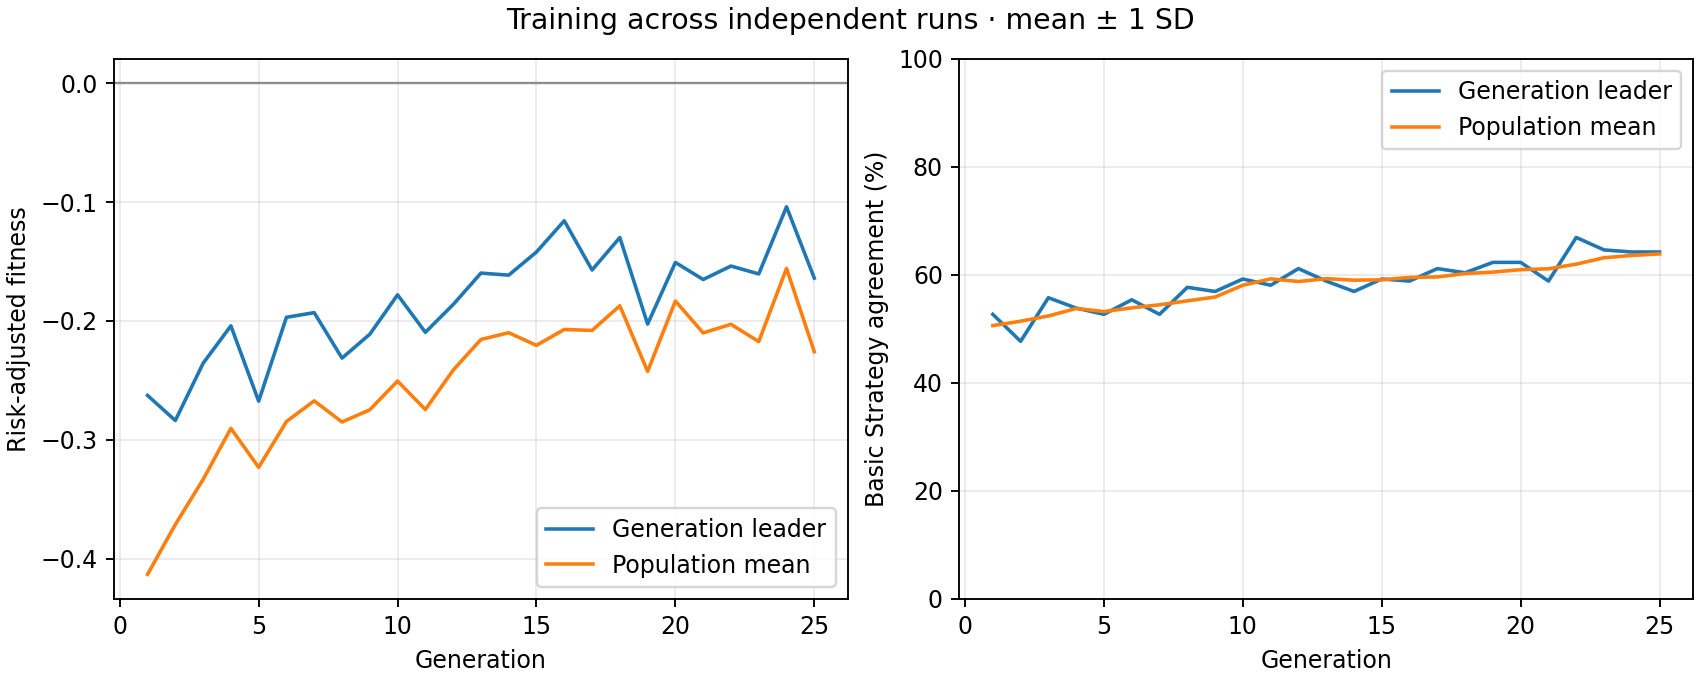 Training across independent runs · mean ± 1 SD
Risk-adjusted fitness
0.0
−0.1
−0.2
−0.3
−0.4
Generation leader
Population mean
0 5 10 15 20 25
Generation
Basic Strategy agreement (%)
100
80
60
40
20
0
Generation leader
Population mean
0 5 10 15 20 25
Generation